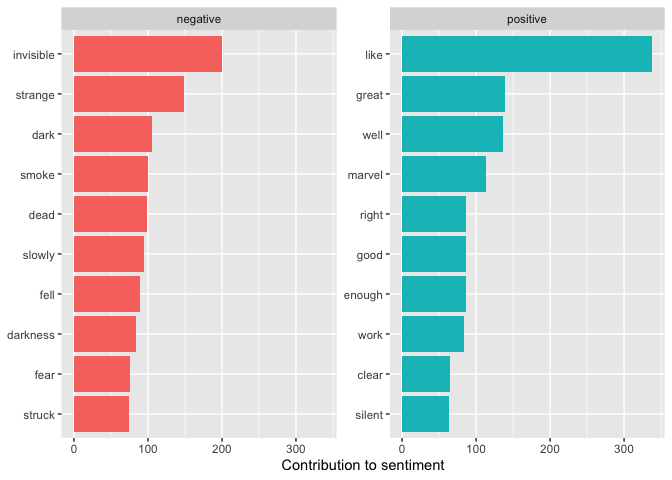 negative
invisible
strange
dark
smoke
dead
slowly
fell
darkness
fear
struck
0 100 200 300
positive
like
great
well
marvel
right
good
enough
work
clear
silent
0 100 200 300
Contribution to sentiment